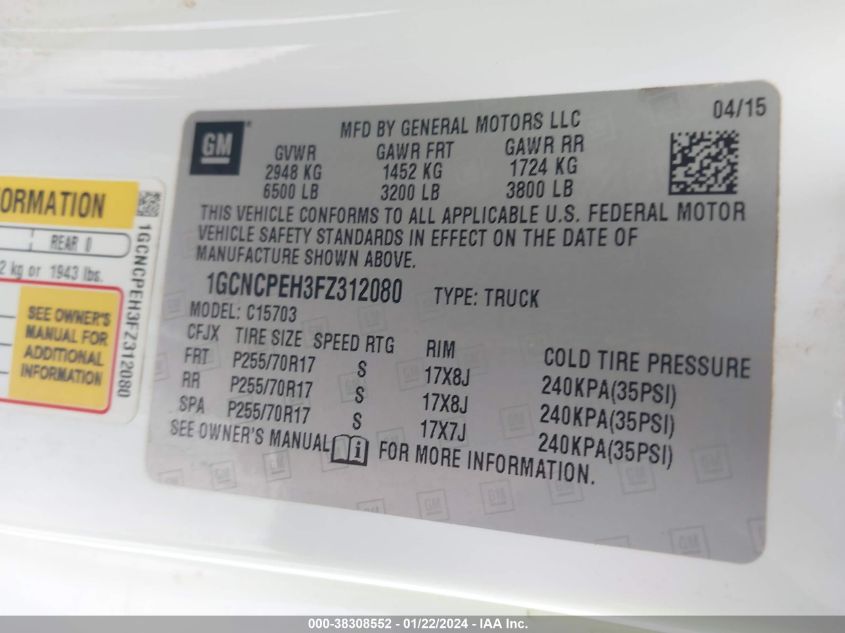 GM
®
04/15
MFD BY GENERAL MOTORS LLC
GVWR GAWR FRT GAWR RR
2948 KG 1452 KG 1724 KG
6500 LB 3200 LB 3800 LB
THIS VEHICLE CONFORMS TO ALL APPLICABLE U.S. FEDERAL MOTOR
VEHICLE SAFETY STANDARDS IN EFFECT ON THE DATE OF
MANUFACTURE SHOWN ABOVE.
1GCNCPEH3FZ312080 TYPE: TRUCK
MODEL: C15703
CFJX TIRE SIZE SPEED RTG RIM COLD TIRE PRESSURE
FRT P255/70R17 S 17X8J 240KPA(35PSI)
RR P255/70R17 S 17X8J 240KPA(35PSI)
SPA P255/70R17 S 17X7J 240KPA(35PSI)
SEE OWNER'S MANUAL FOR MORE INFORMATION.
REAR 0
kg or 1943 lbs.
SEE OWNER'S
MANUAL FOR
ADDITIONAL
INFORMATION
1GCNCPEH3FZ312080
000-38308552 - 01/22/2024 - IAA Inc.